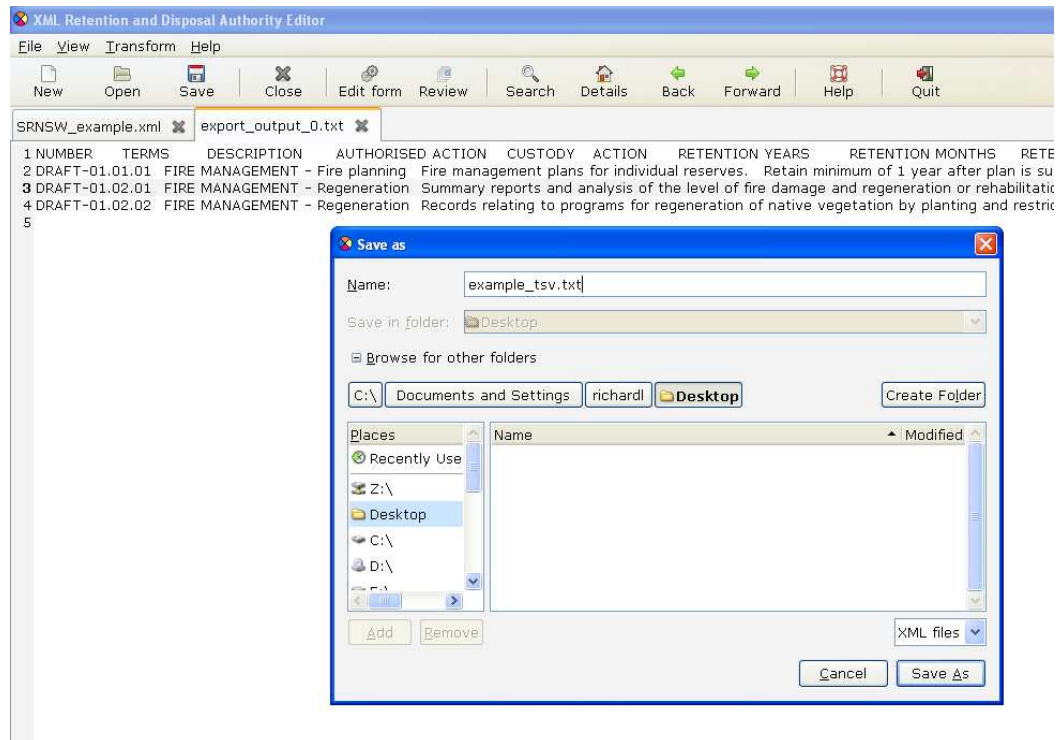 XML Retention and Disposal Authority Editor
File View Transform Help
New Open Save Close Edit form Review Search Details Back Forward Help Quit
SRNSW_example.xml export_output_0.txt
1 NUMBER TERMS DESCRIPTION AUTHORISED ACTION CUSTODY ACTION RETENTION YEARS RETENTION MONTHS RETE
2 DRAFT-01.01.01 FIRE MANAGEMENT - Fire planning Fire management plans for individual reserves. Retain minimum of 1 year after plan is su
3 DRAFT-01.02.01 FIRE MANAGEMENT - Regeneration Summary reports and analysis of the level of fire damage and regeneration or rehabilitatio
4 DRAFT-01.02.02 FIRE MANAGEMENT - Regeneration Records relating to programs for regeneration of native vegetation by planting and restric
5
Save as
Name: example_tsv.txt
Save in folder: Desktop
Browse for other folders
C:\ Documents and Settings richardl Desktop Create Folder
Places Name Modified
Recently Use
Z:\
Desktop
C:\
D:\
Add Remove XML files
Cancel Save As